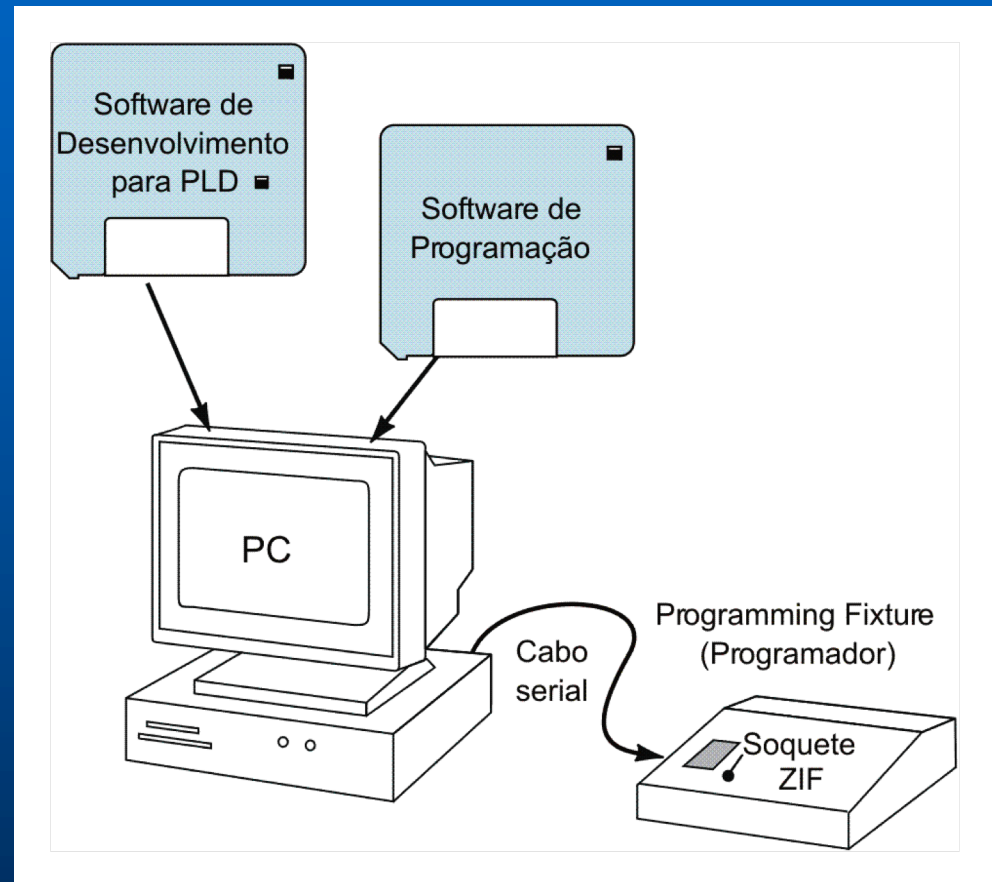 Software de
Desenvolvimento
para PLD
Software de
Programação
PC
Cabo
serial
Programming Fixture
(Programador)
Soquete
ZIF